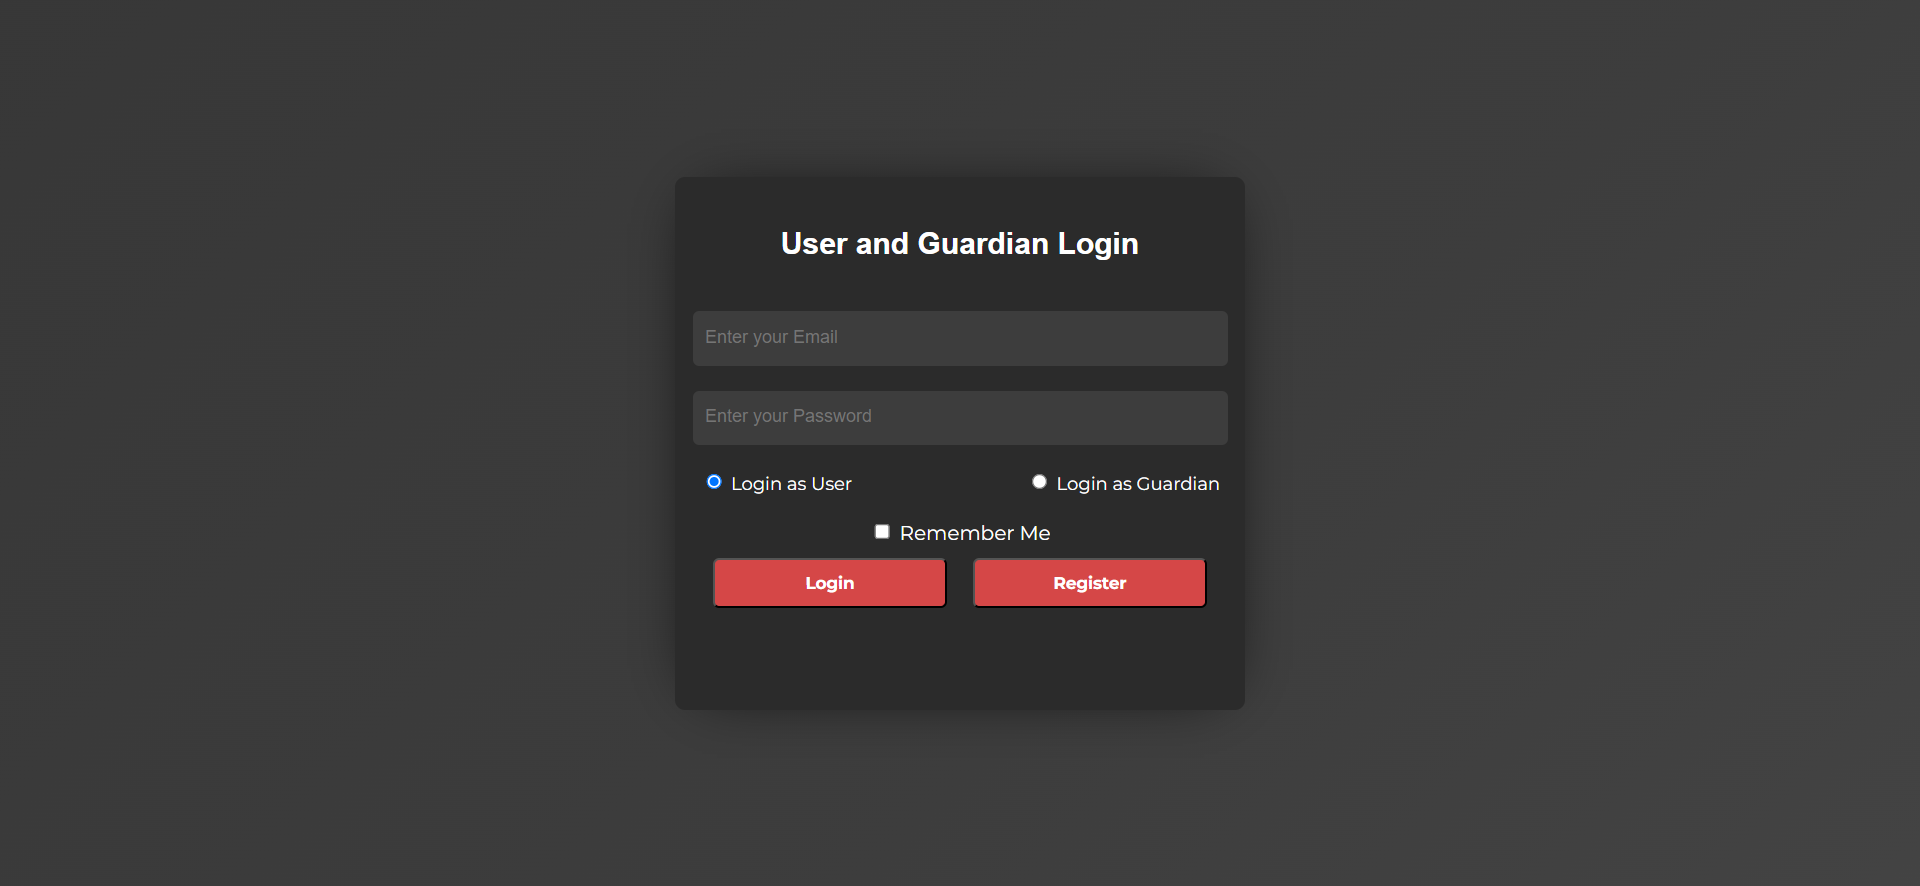 User and Guardian Login
Enter your Email
Enter your Password
Login as User Login as Guardian
Remember Me
Login Register